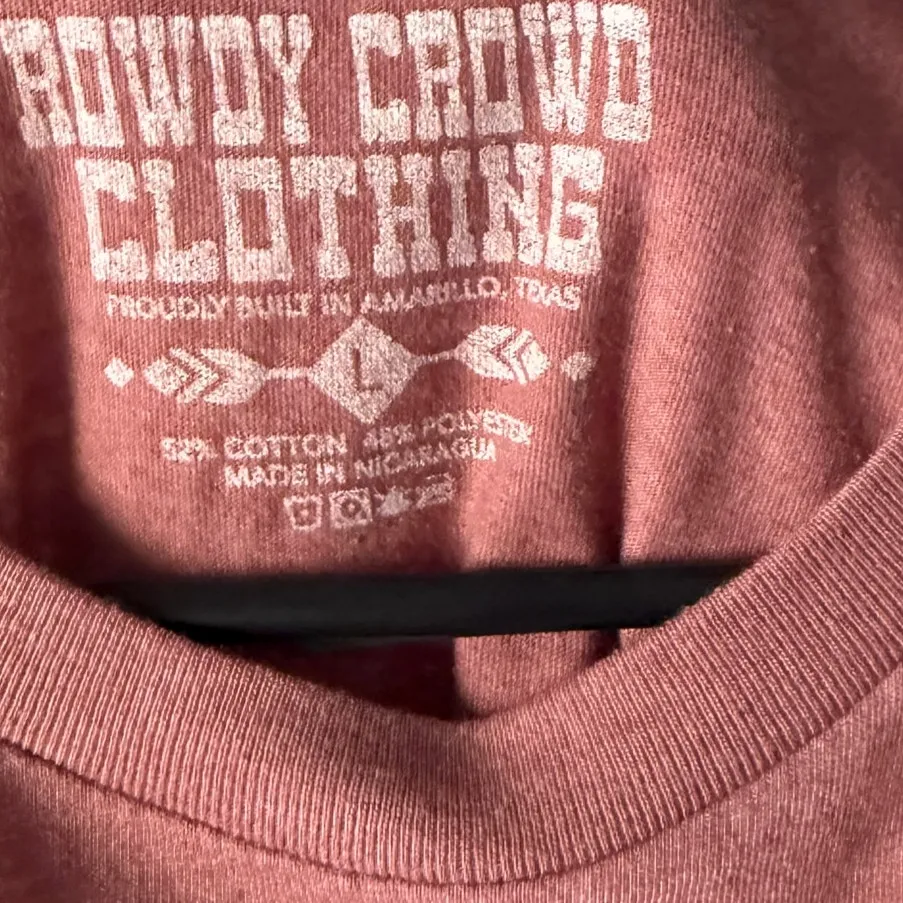 ROWDY CROWD
CLOTHING
PROUDLY BUILT IN AMARILLO, TEXAS
L
52% COTTON 48% POLYESTER
MADE IN NICARAGUA